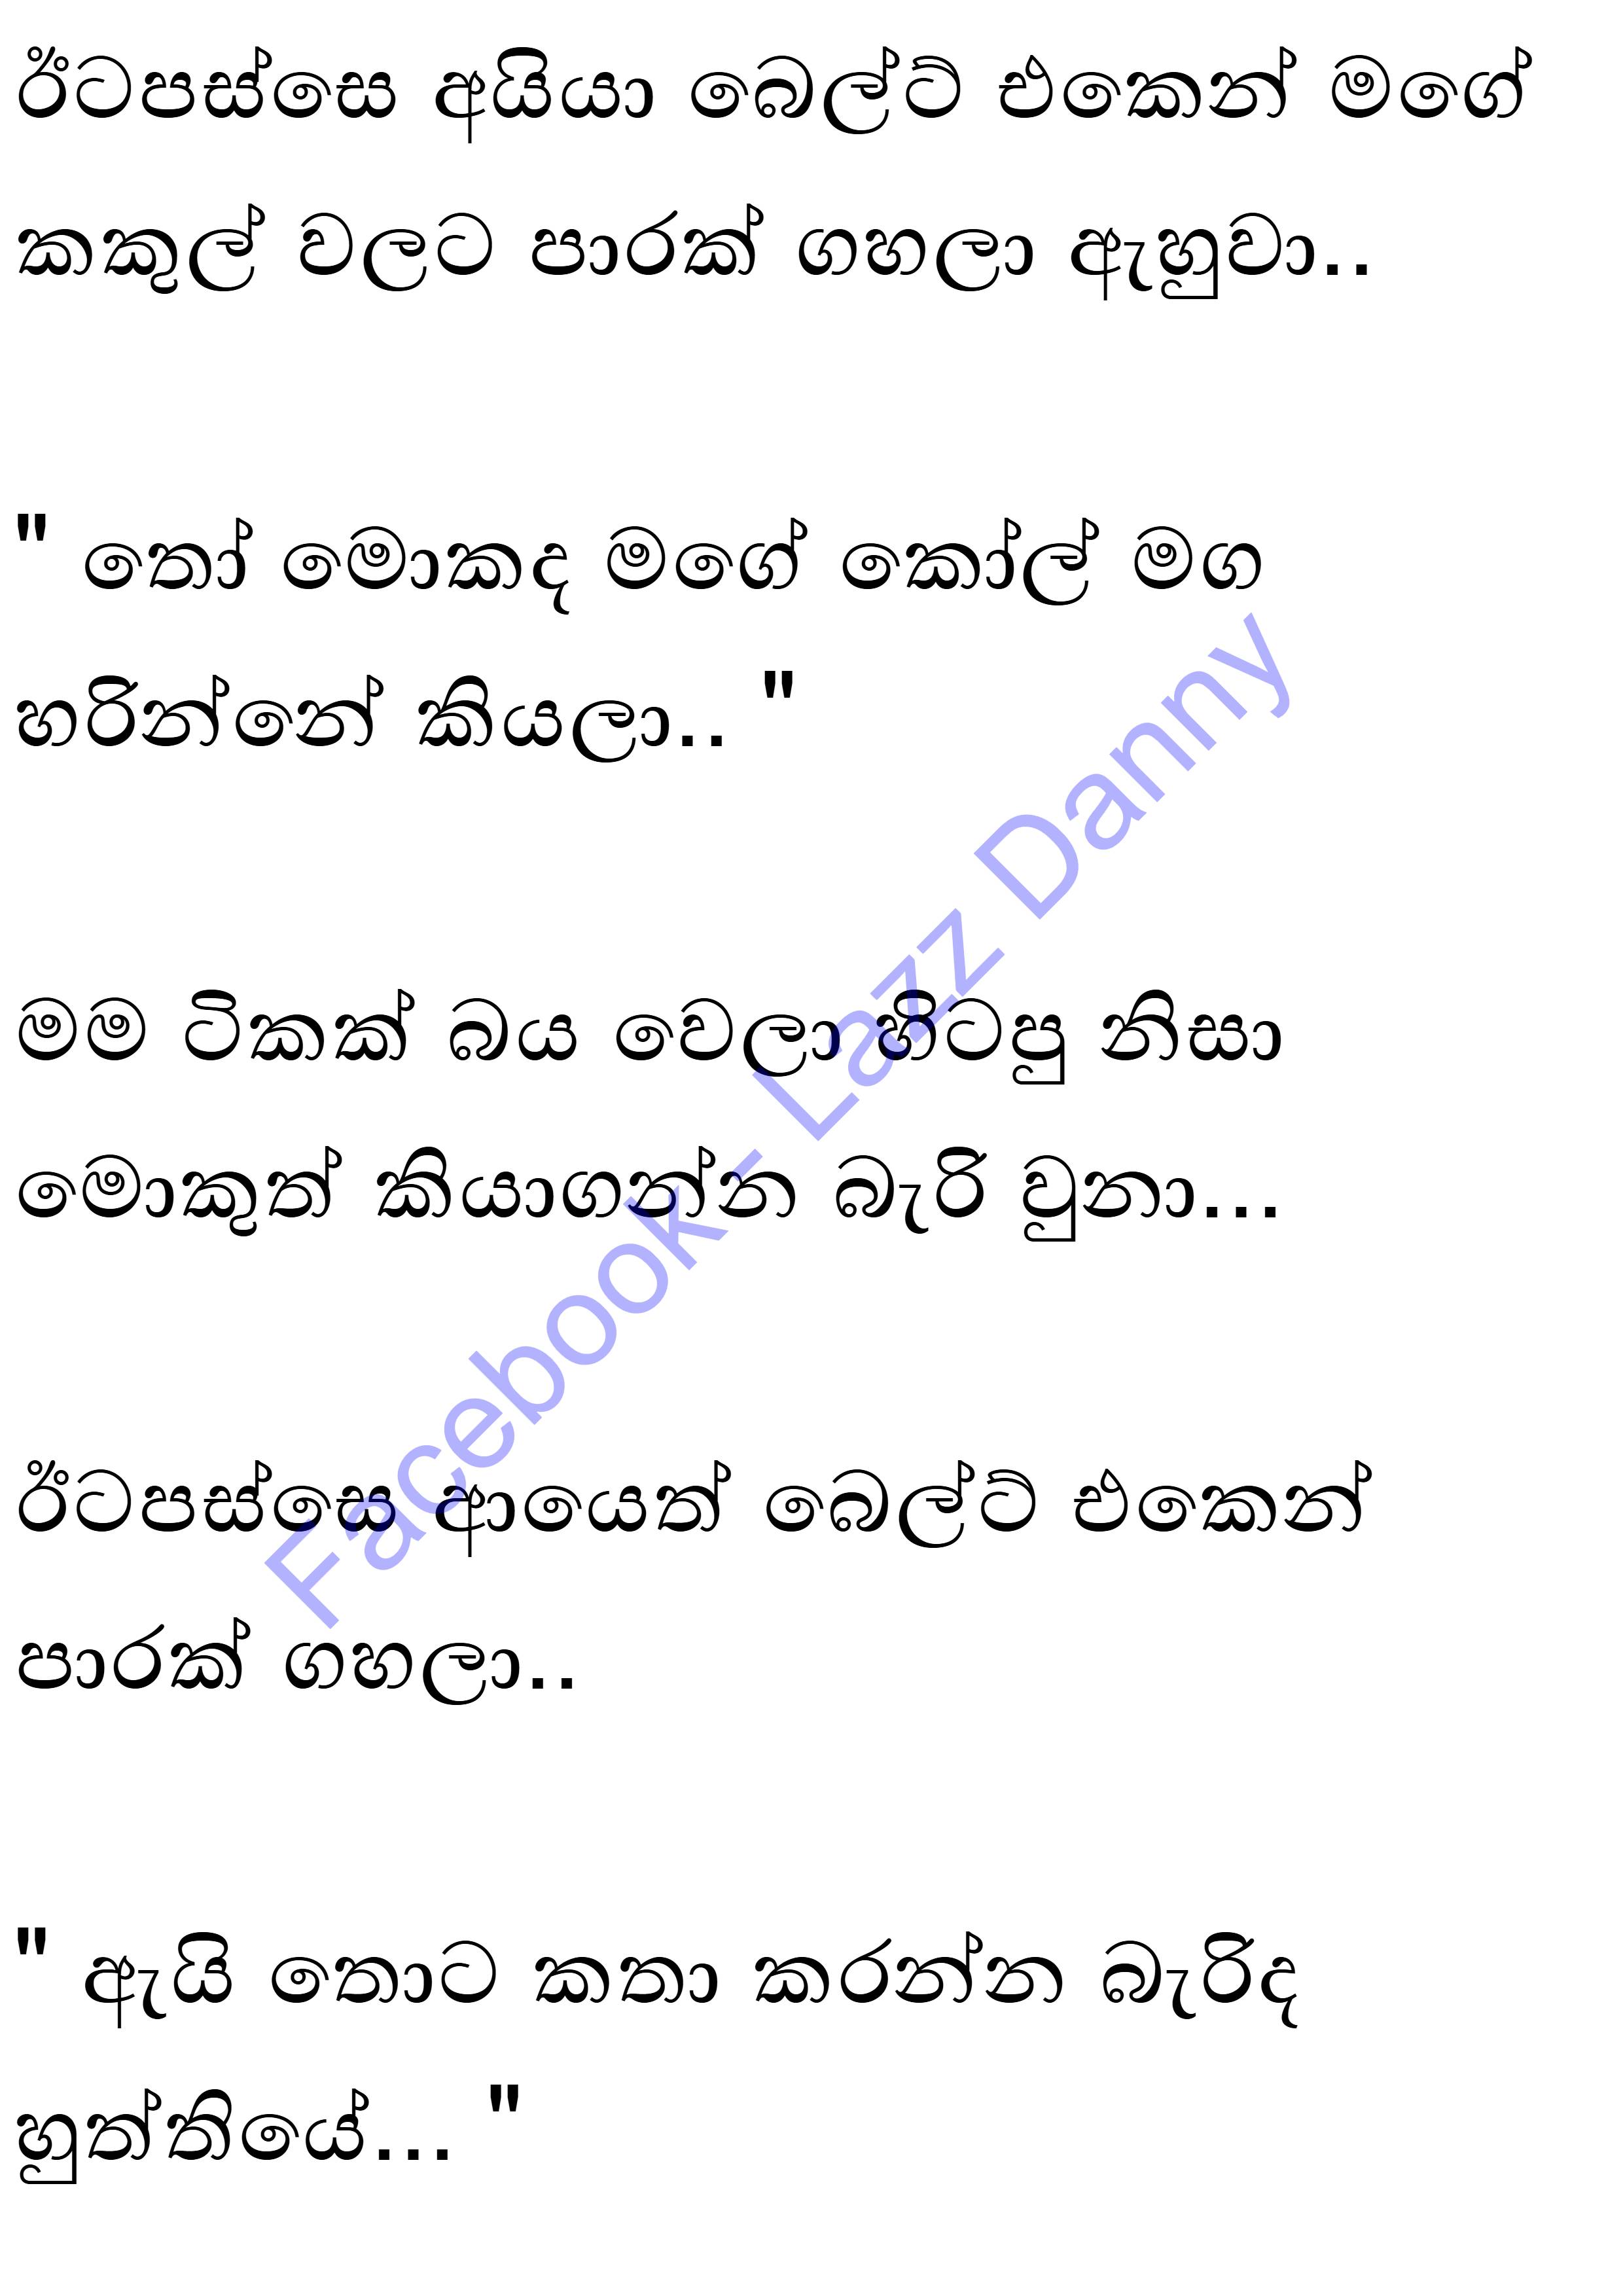 ඊටපස්සෙ අයියා බෙල්ට් එකෙන් මගේ
කකුල් වලට පාරක් ගහලා ඇහුවා..
" තෝ මොකද මගේ කෝල් මග
හරින්නේ කියලා.. "
මම ටිකක් බය වෙලා හිටපු නිසා
මොකුත් කියාගන්න බැරි වුනා...
ඊටපස්සෙ ආයෙත් බෙල්ට් එකෙන්
පාරක් ගහලා..
" ඇයි තොට කතා කරන්න බැරිද
හුත්තියේ... "
Facebook- Lazz Danny